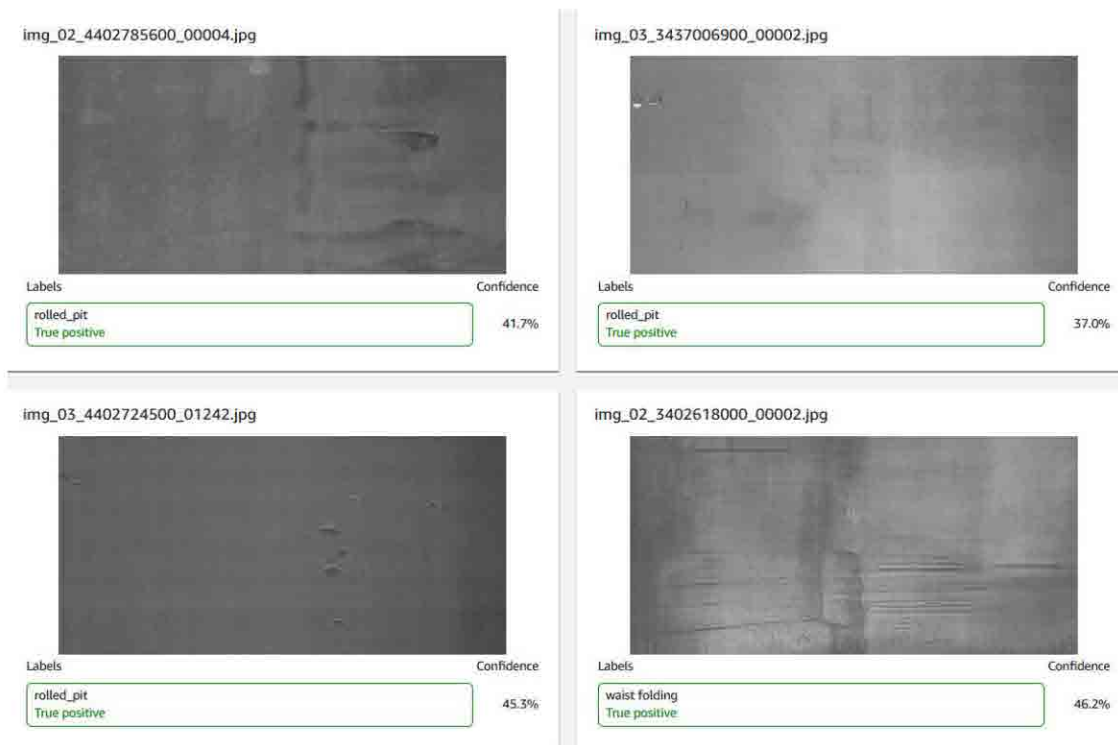 img_02_4402785600_00004.jpg
Labels Confidence
rolled_pit
True positive
41.7%
img_03_3437006900_00002.jpg
Labels Confidence
rolled_pit
True positive
37.0%
img_03_4402724500_01242.jpg
Labels Confidence
rolled_pit
True positive
45.3%
img_02_3402618000_00002.jpg
Labels Confidence
waist folding
True positive
46.2%